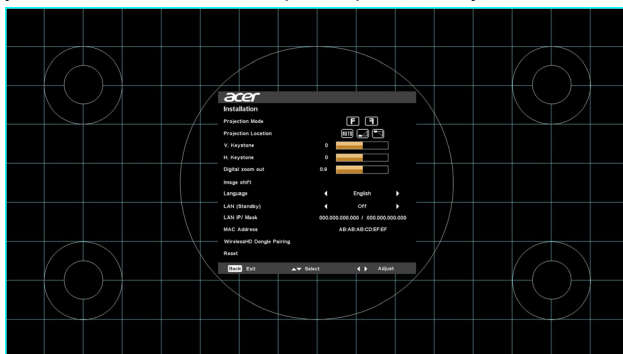 acer
Installation
Projection Mode F F
Projection Location AUTO
V. Keystone 0
H. Keystone 0
Digital zoom out 0.9
Image shift
Language English
LAN (Standby) Off
LAN IP/ Mask 000.000.000.000 / 000.000.000.000
MAC Address AB:AB:AB:CD:EF:EF
WirelessHD Dongle Pairing
Reset
Back Exit Select Adjust